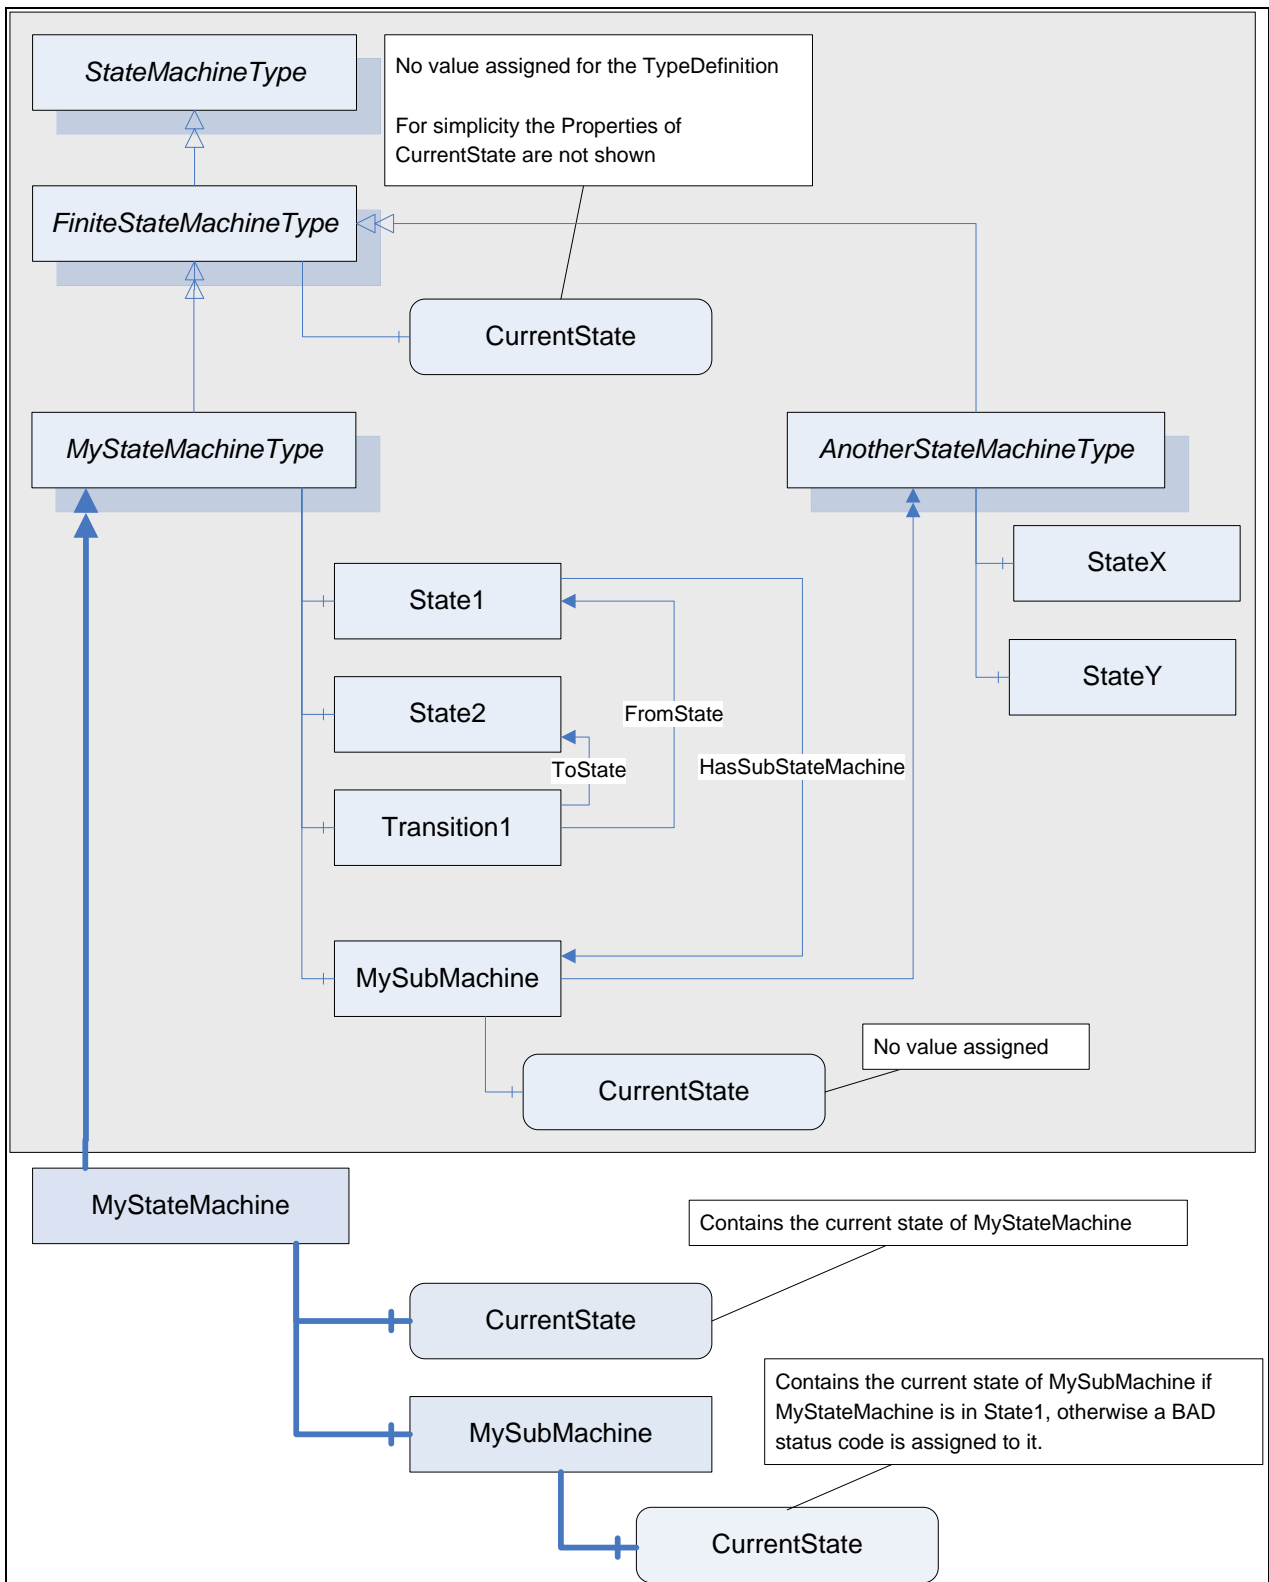 StateMachineType
No value assigned for the TypeDefinition
For simplicity the Properties of
CurrentState are not shown
FiniteStateMachineType
CurrentState
MyStateMachineType
AnotherStateMachineType
StateX
State1
StateY
State2
FromState
ToState
HasSubStateMachine
Transition1
MySubMachine
No value assigned
CurrentState
MyStateMachine
Contains the current state of MyStateMachine
CurrentState
Contains the current state of MySubMachine if
MyStateMachine is in State1, otherwise a BAD
status code is assigned to it.
MySubMachine
CurrentState